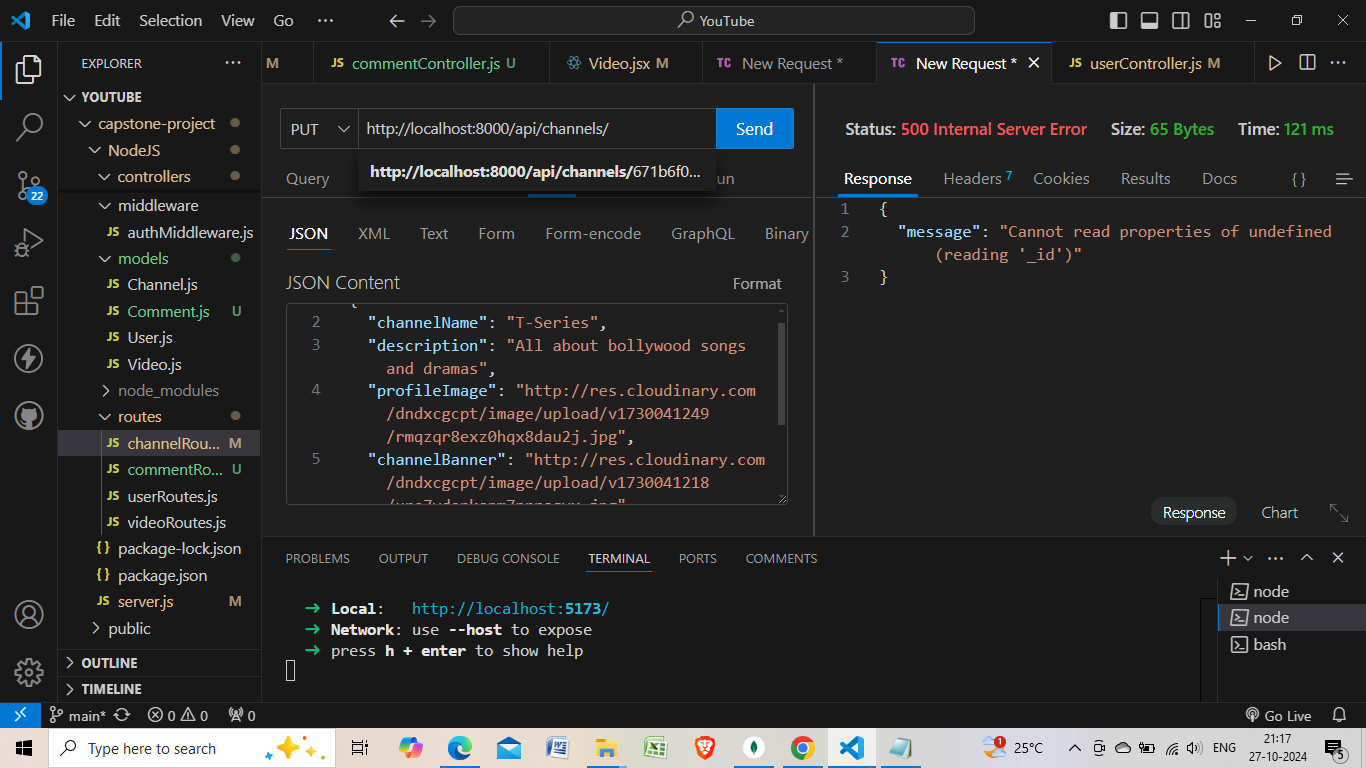 File Edit Selection View Go ··· YouTube
EXPLORER ···
M
JS commentController.js U
Video.jsx M
TC New Request *
TC New Request *
JS userController.js M
YOUTUBE
capstone-project
NodeJS
controllers
middleware
JS authMiddleware.js
models
JS Channel.js
JS Comment.js U
JS User.js
JS Video.js
node_modules
routes
JS channelRou... M
JS commentRo... U
JS userRoutes.js
JS videoRoutes.js
{} package-lock.json
{} package.json
JS server.js M
public
OUTLINE
TIMELINE
22
PUT http://localhost:8000/api/channels/ Send
http://localhost:8000/api/channels/671b6f0...
Query un
JSON XML Text Form Form-encode GraphQL Binary
JSON Content Format
2 "channelName": "T-Series",
3 "description": "All about bollywood songs
and dramas",
4 "profileImage": "http://res.cloudinary.com
/dndxcgcpt/image/upload/v1730041249
/rmqzqr8exz0hqx8dau2j.jpg",
5 "channelBanner": "http://res.cloudinary.com
/dndxcgcpt/image/upload/v1730041218
Status: 500 Internal Server Error Size: 65 Bytes Time: 121 ms
Response Headers 7 Cookies Results Docs { }
1 {
2 "message": "Cannot read properties of undefined
(reading '_id')"
3 }
Response Chart
PROBLEMS OUTPUT DEBUG CONSOLE TERMINAL PORTS COMMENTS
➜ Local: http://localhost:5173/
➜ Network: use --host to expose
➜ press h + enter to show help
node
node
bash
main* 0 0 0 Go Live
Type here to search
1 25°C ENG 21:17
27-10-2024 5